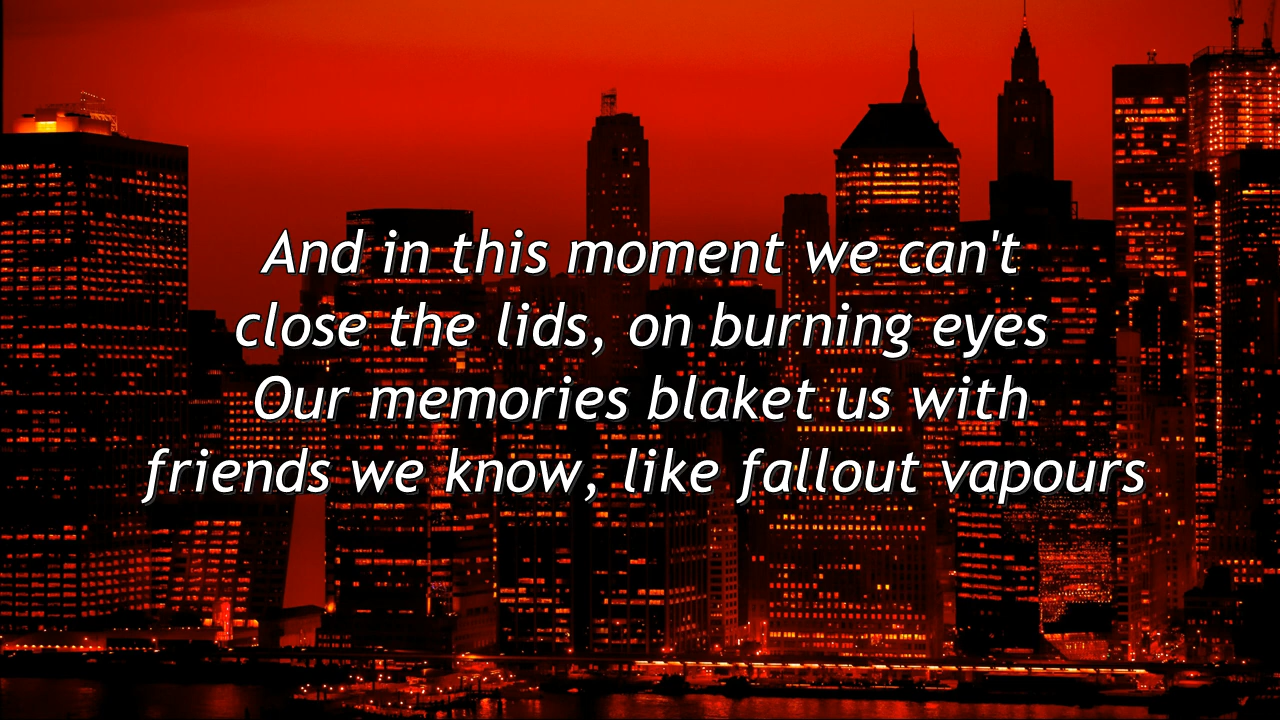 And in this moment we can't
close the lids, on burning eyes
Our memories blaket us with
friends we know, like fallout vapours